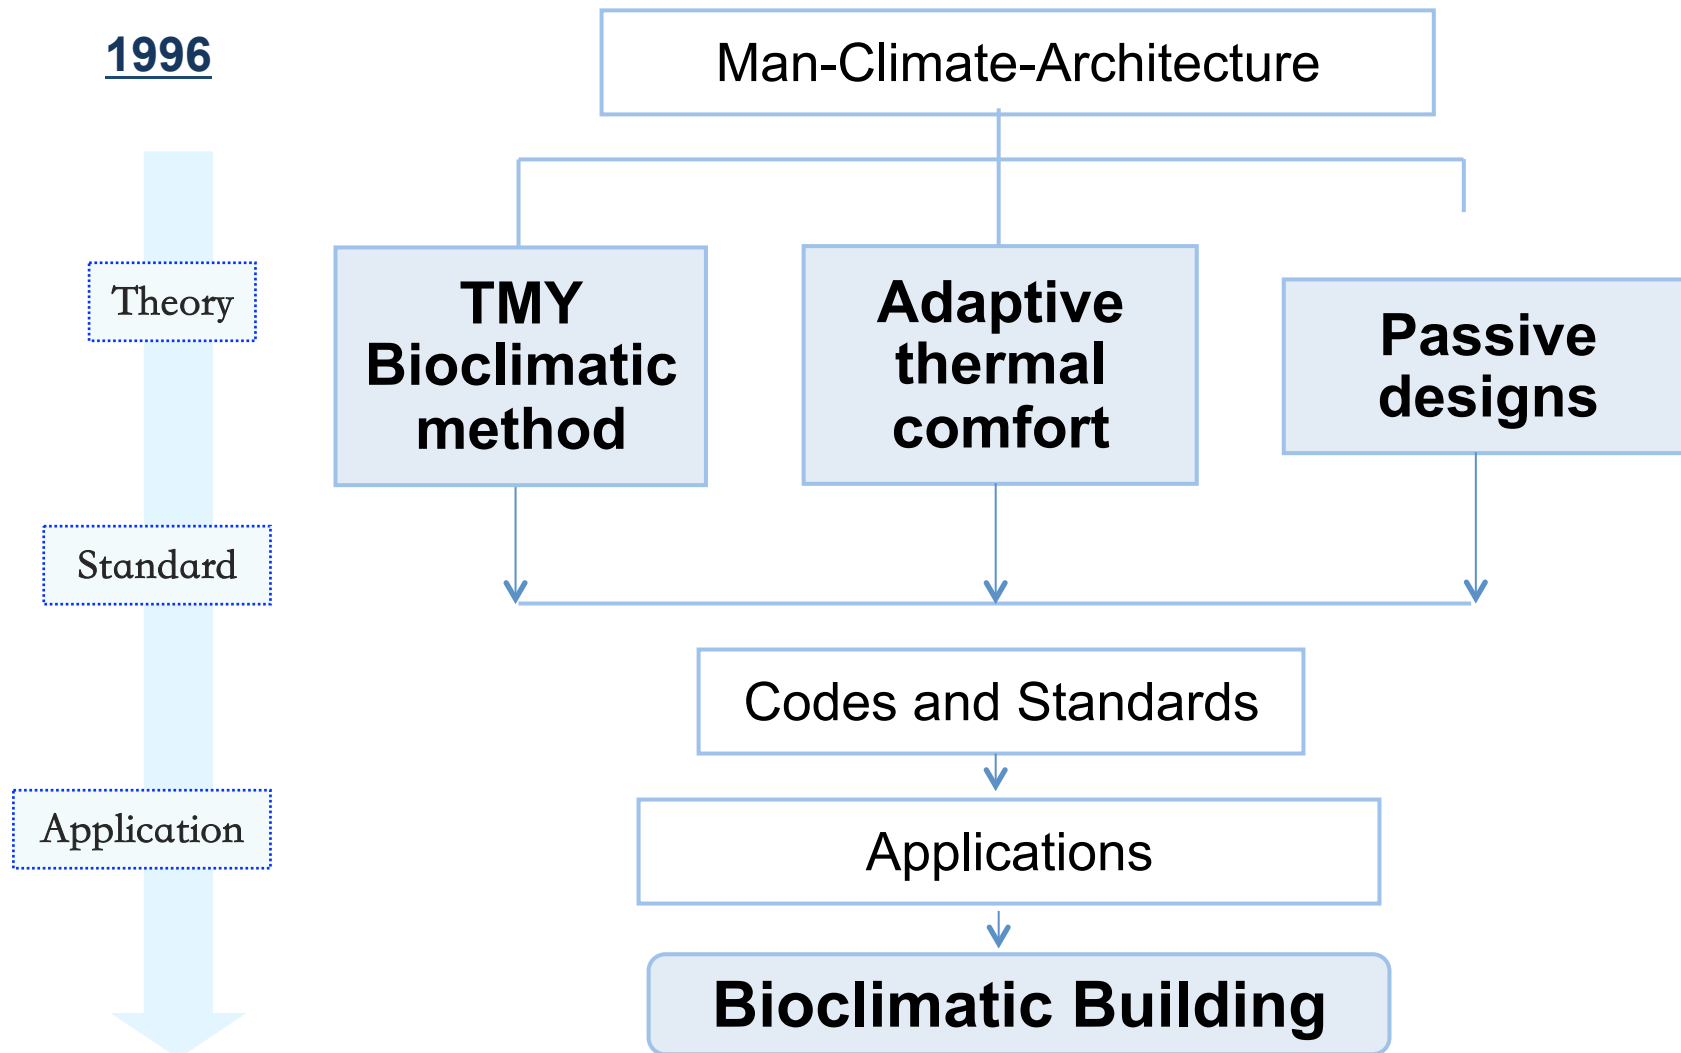 1996
Man-Climate-Architecture
Theory
TMY
Bioclimatic
method
Adaptive
thermal
comfort
Passive
designs
Standard
Codes and Standards
Application
Applications
Bioclimatic Building